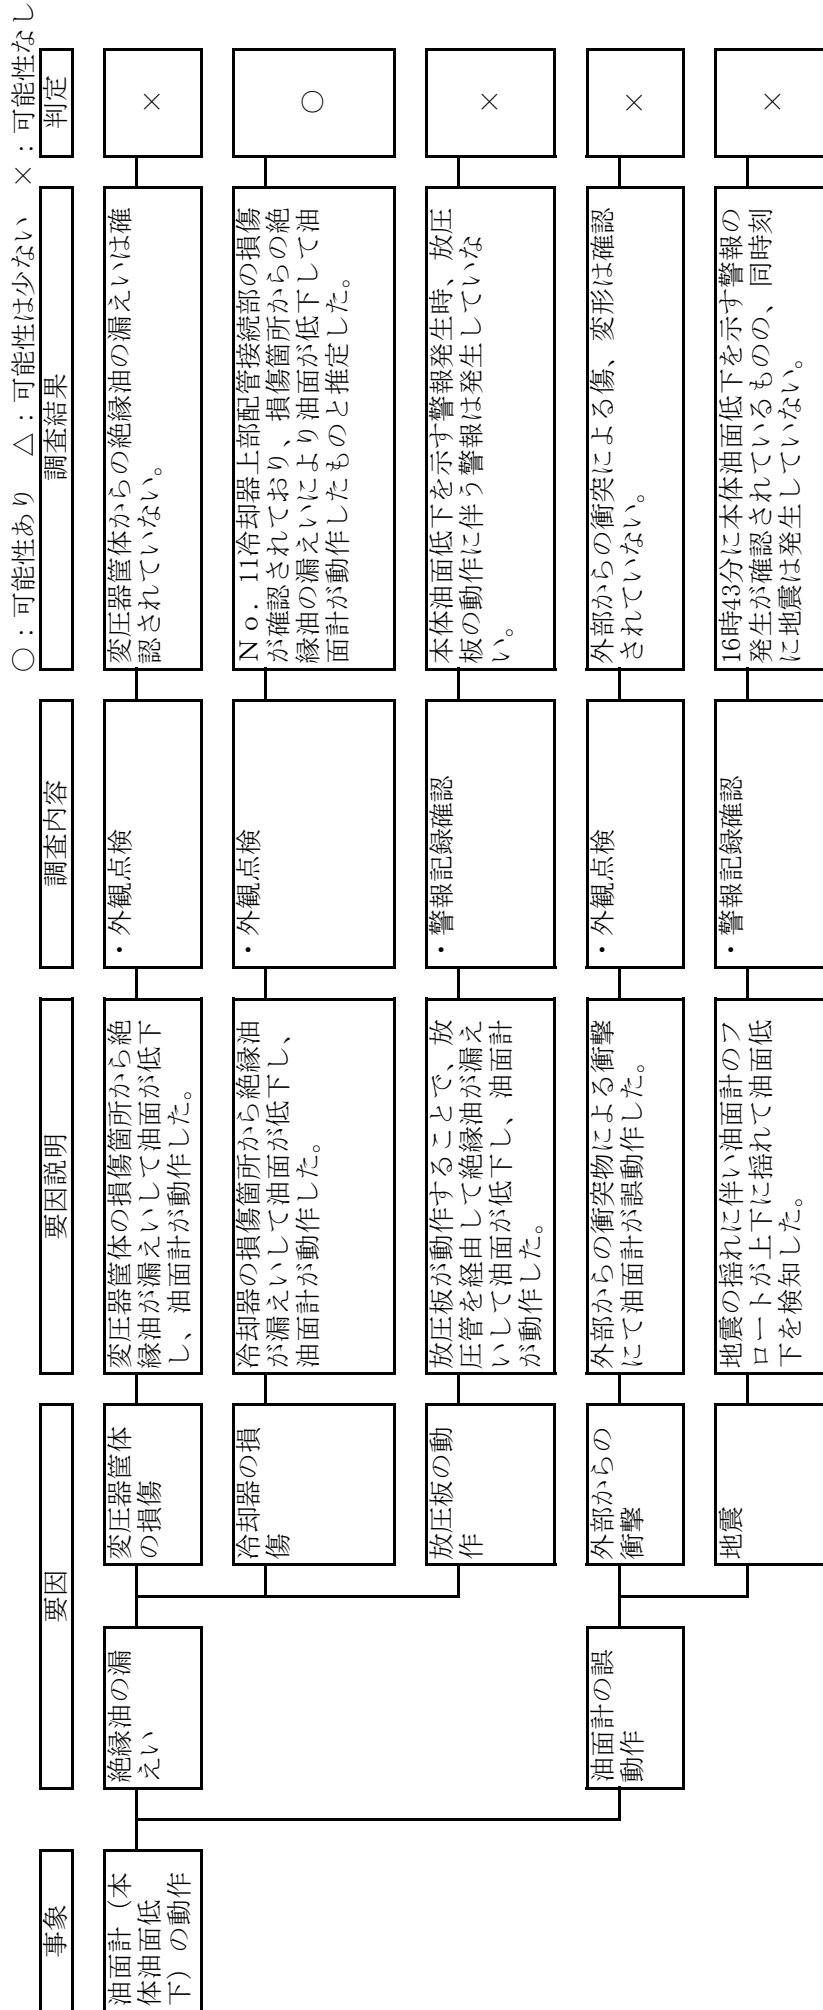 ○：可能性あり　△：可能性は少ない　×：可能性なし
事象
要因
要因説明
調査内容
調査結果
判定
油面計（本
体油面低
下）の動作
絶縁油の漏
えい
変圧器筐体
の損傷
変圧器筐体の損傷箇所から絶
縁油が漏えいして油面が低下
し、油面計が動作した。
・外観点検
変圧器筐体からの絶縁油の漏えいは確
認されていない。
×
冷却器の損
傷
冷却器の損傷箇所から絶縁油
が漏えいして油面が低下し、
油面計が動作した。
・外観点検
Ｎｏ．11冷却器上部配管接続部の損傷
が確認されており、損傷箇所からの絶
縁油の漏えいにより油面が低下して油
面計が動作したものと推定した。
○
放圧板の動
作
放圧板が動作することで、放
圧管を経由して絶縁油が漏え
いして油面が低下し、油面計
が動作した。
・警報記録確認
本体油面低下を示す警報発生時、放圧
板の動作に伴う警報は発生していな
い。
×
油面計の誤
動作
外部からの
衝撃
外部からの衝突物による衝撃
にて油面計が誤動作した。
・外観点検
外部からの衝突による傷、変形は確認
されていない。
×
地震
地震の揺れに伴い油面計のフ
ロートが上下に揺れて油面低
下を検知した。
・警報記録確認
16時43分に本体油面低下を示す警報の
発生が確認されているものの、同時刻
に地震は発生していない。
×